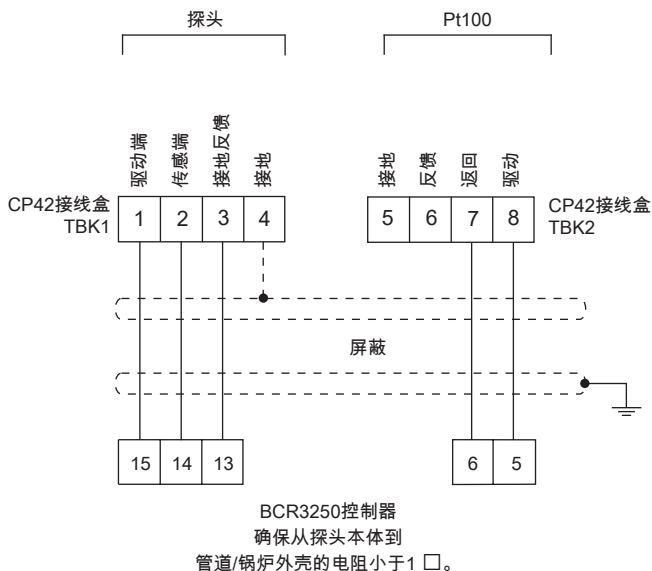 探头
Pt100
驱动端
传感端
接地反馈
接地
接地
反馈
返回
驱动
CP42接线盒
TBK1
1 2 3 4
5 6 7 8
CP42接线盒
TBK2
屏蔽
15 14 13
6 5
BCR3250控制器
确保从探头本体到
管道/锅炉外壳的电阻小于1 □。